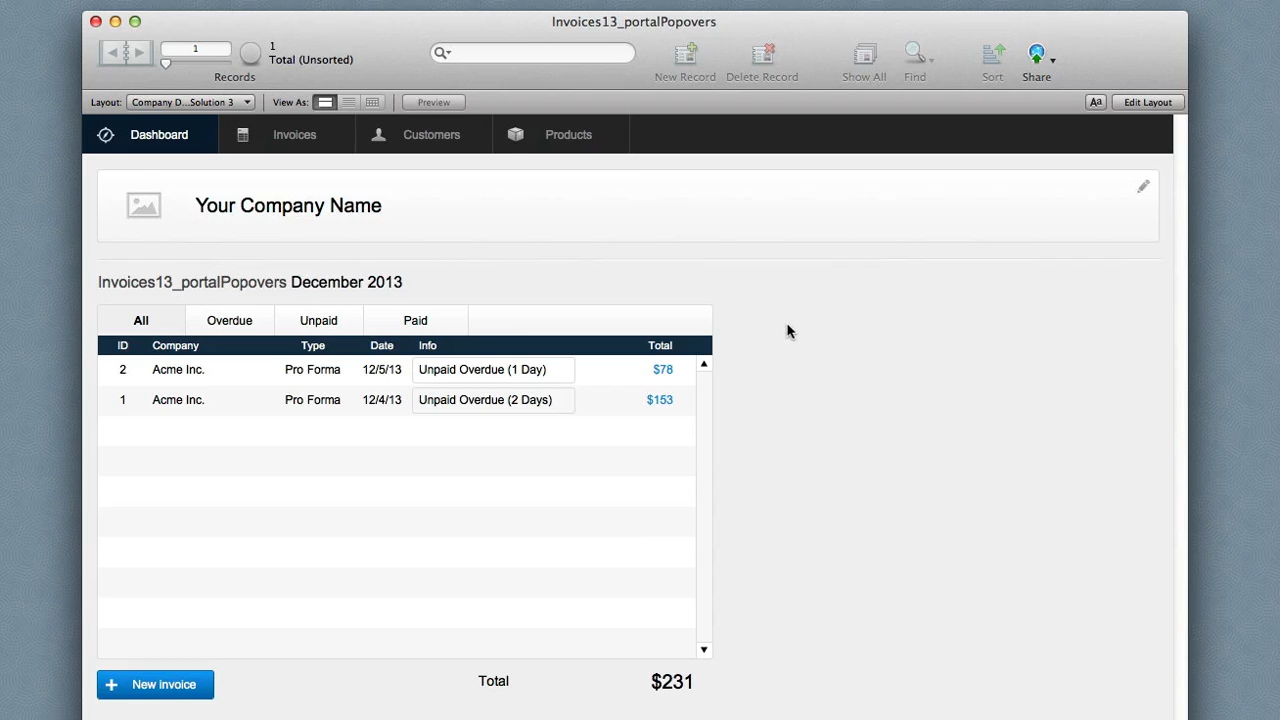 Invoices13_portalPopovers
1
1
Total (Unsorted)
Records
New Record
Delete Record
Show All
Find
Sort
Share
Layout:
Company D...Solution 3
View As:
Preview
Aa
Edit Layout
Dashboard
Invoices
Customers
Products
Your Company Name
Invoices13_portalPopovers December 2013
All
Overdue
Unpaid
Paid
ID Company Type Date Info Total
2 Acme Inc. Pro Forma 12/5/13 Unpaid Overdue (1 Day) $78
1 Acme Inc. Pro Forma 12/4/13 Unpaid Overdue (2 Days) $153
+ New invoice
Total $231